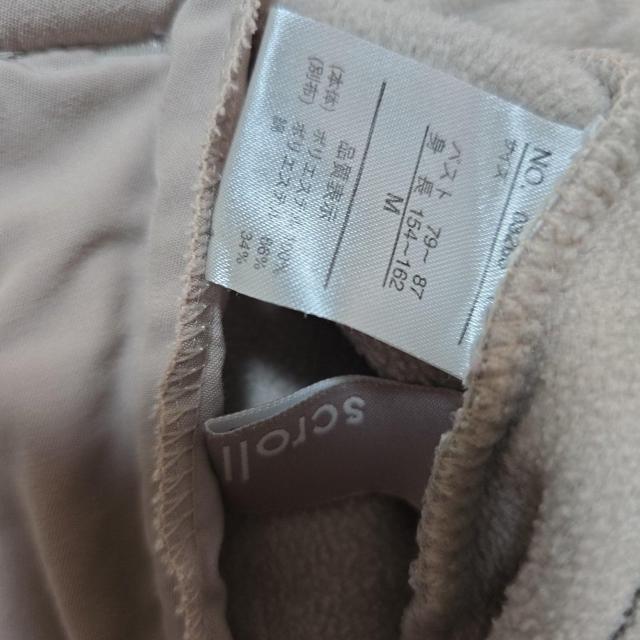 NO.
サイズ
バスト 79~ 87
身 長 154~162
M
品質表示
(本体) ポリエステル 100%
(別布) ポリエステル 66%
綿 34%
scroll